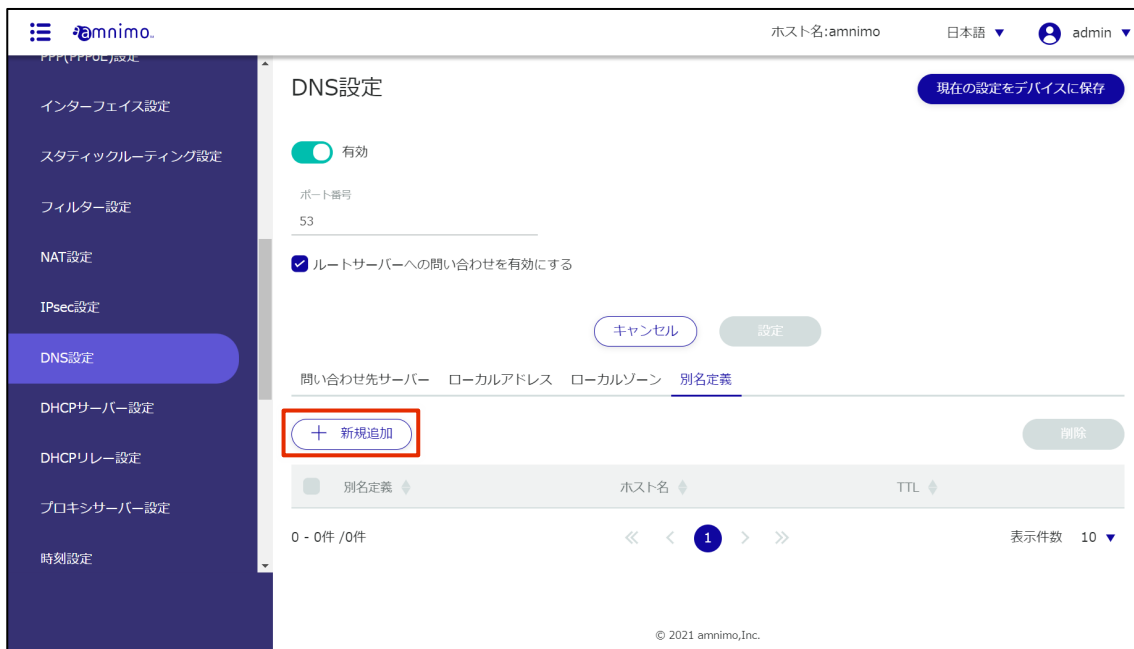 amnimo
ホスト名:amnimo
日本語
admin
PPP(PPPoE)設定
インターフェイス設定
スタティックルーティング設定
フィルター設定
NAT設定
IPsec設定
DNS設定
DHCPサーバー設定
DHCPリレー設定
プロキシサーバー設定
時刻設定
DNS設定
現在の設定をデバイスに保存
有効
ポート番号
53
ルートサーバーへの問い合わせを有効にする
キャンセル
設定
問い合わせ先サーバー ローカルアドレス ローカルゾーン 別名定義
+ 新規追加
削除
別名定義 ホスト名 TTL
0 - 0件 /0件
1
表示件数 10
© 2021 amnimo,Inc.